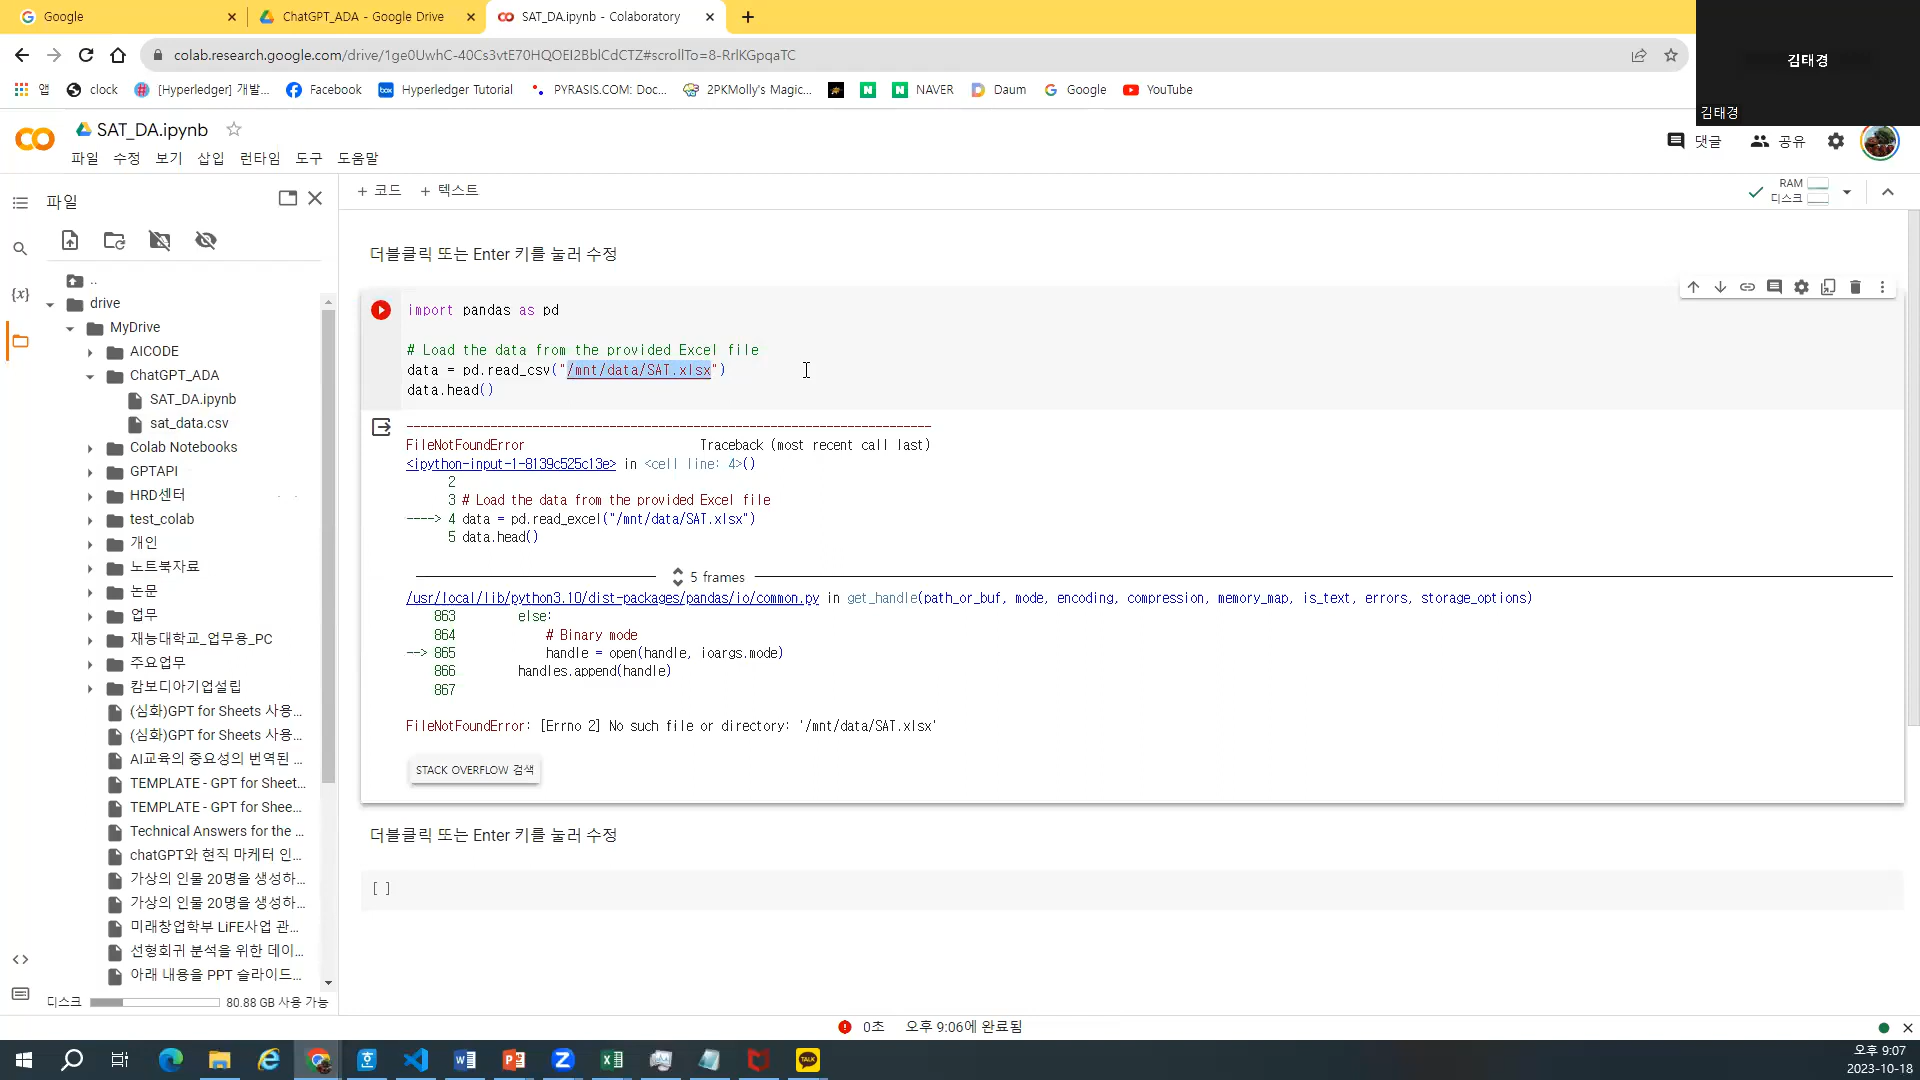 Google
ChatGPT_ADA - Google Drive
SAT_DA.ipynb - Colaboratory
colab.research.google.com/drive/1ge0UwhC-40Cs3vtE70HQOEI2BblCdCTZ#scrollTo=8-RrlKGpqaTC
앱
clock
[Hyperledger] 개발...
Facebook
Hyperledger Tutorial
PYRASIS.COM: Doc...
2PKMolly's Magic...
NAVER
Daum
Google
YouTube
김태경
김태경
SAT_DA.ipynb
파일 수정 보기 삽입 런타임 도구 도움말
댓글
공유
파일
+ 코드 + 텍스트
RAM
디스크
..
drive
MyDrive
AICODE
ChatGPT_ADA
SAT_DA.ipynb
sat_data.csv
Colab Notebooks
GPTAPI
HRD센터
test_colab
개인
노트북자료
논문
업무
재능대학교_업무용_PC
주요업무
캄보디아기업설립
(심화)GPT for Sheets 사용...
(심화)GPT for Sheets 사용...
AI교육의 중요성의 번역된 ...
TEMPLATE - GPT for Sheet...
TEMPLATE - GPT for Shee...
Technical Answers for the ...
chatGPT와 현직 마케터 인...
가상의 인물 20명을 생성하...
가상의 인물 20명을 생성하...
미래창업학부 LiFE사업 관...
선형회귀 분석을 위한 데이...
아래 내용을 PPT 슬라이드...
디스크 80.88 GB 사용 가능
더블클릭 또는 Enter 키를 눌러 수정
import pandas as pd
# Load the data from the provided Excel file
data = pd.read_csv("/mnt/data/SAT.xlsx")
data.head()
---------------------------------------------------------------------------
FileNotFoundError Traceback (most recent call last)
<ipython-input-1-8139c525c13e> in <cell line: 4>()
2
3 # Load the data from the provided Excel file
----> 4 data = pd.read_excel("/mnt/data/SAT.xlsx")
5 data.head()
5 frames
/usr/local/lib/python3.10/dist-packages/pandas/io/common.py in get_handle(path_or_buf, mode, encoding, compression, memory_map, is_text, errors, storage_options)
863 else:
864 # Binary mode
--> 865 handle = open(handle, ioargs.mode)
866 handles.append(handle)
867
FileNotFoundError: [Errno 2] No such file or directory: '/mnt/data/SAT.xlsx'
STACK OVERFLOW 검색
더블클릭 또는 Enter 키를 눌러 수정
[ ]
0초 오후 9:06에 완료됨
오후 9:07
2023-10-18